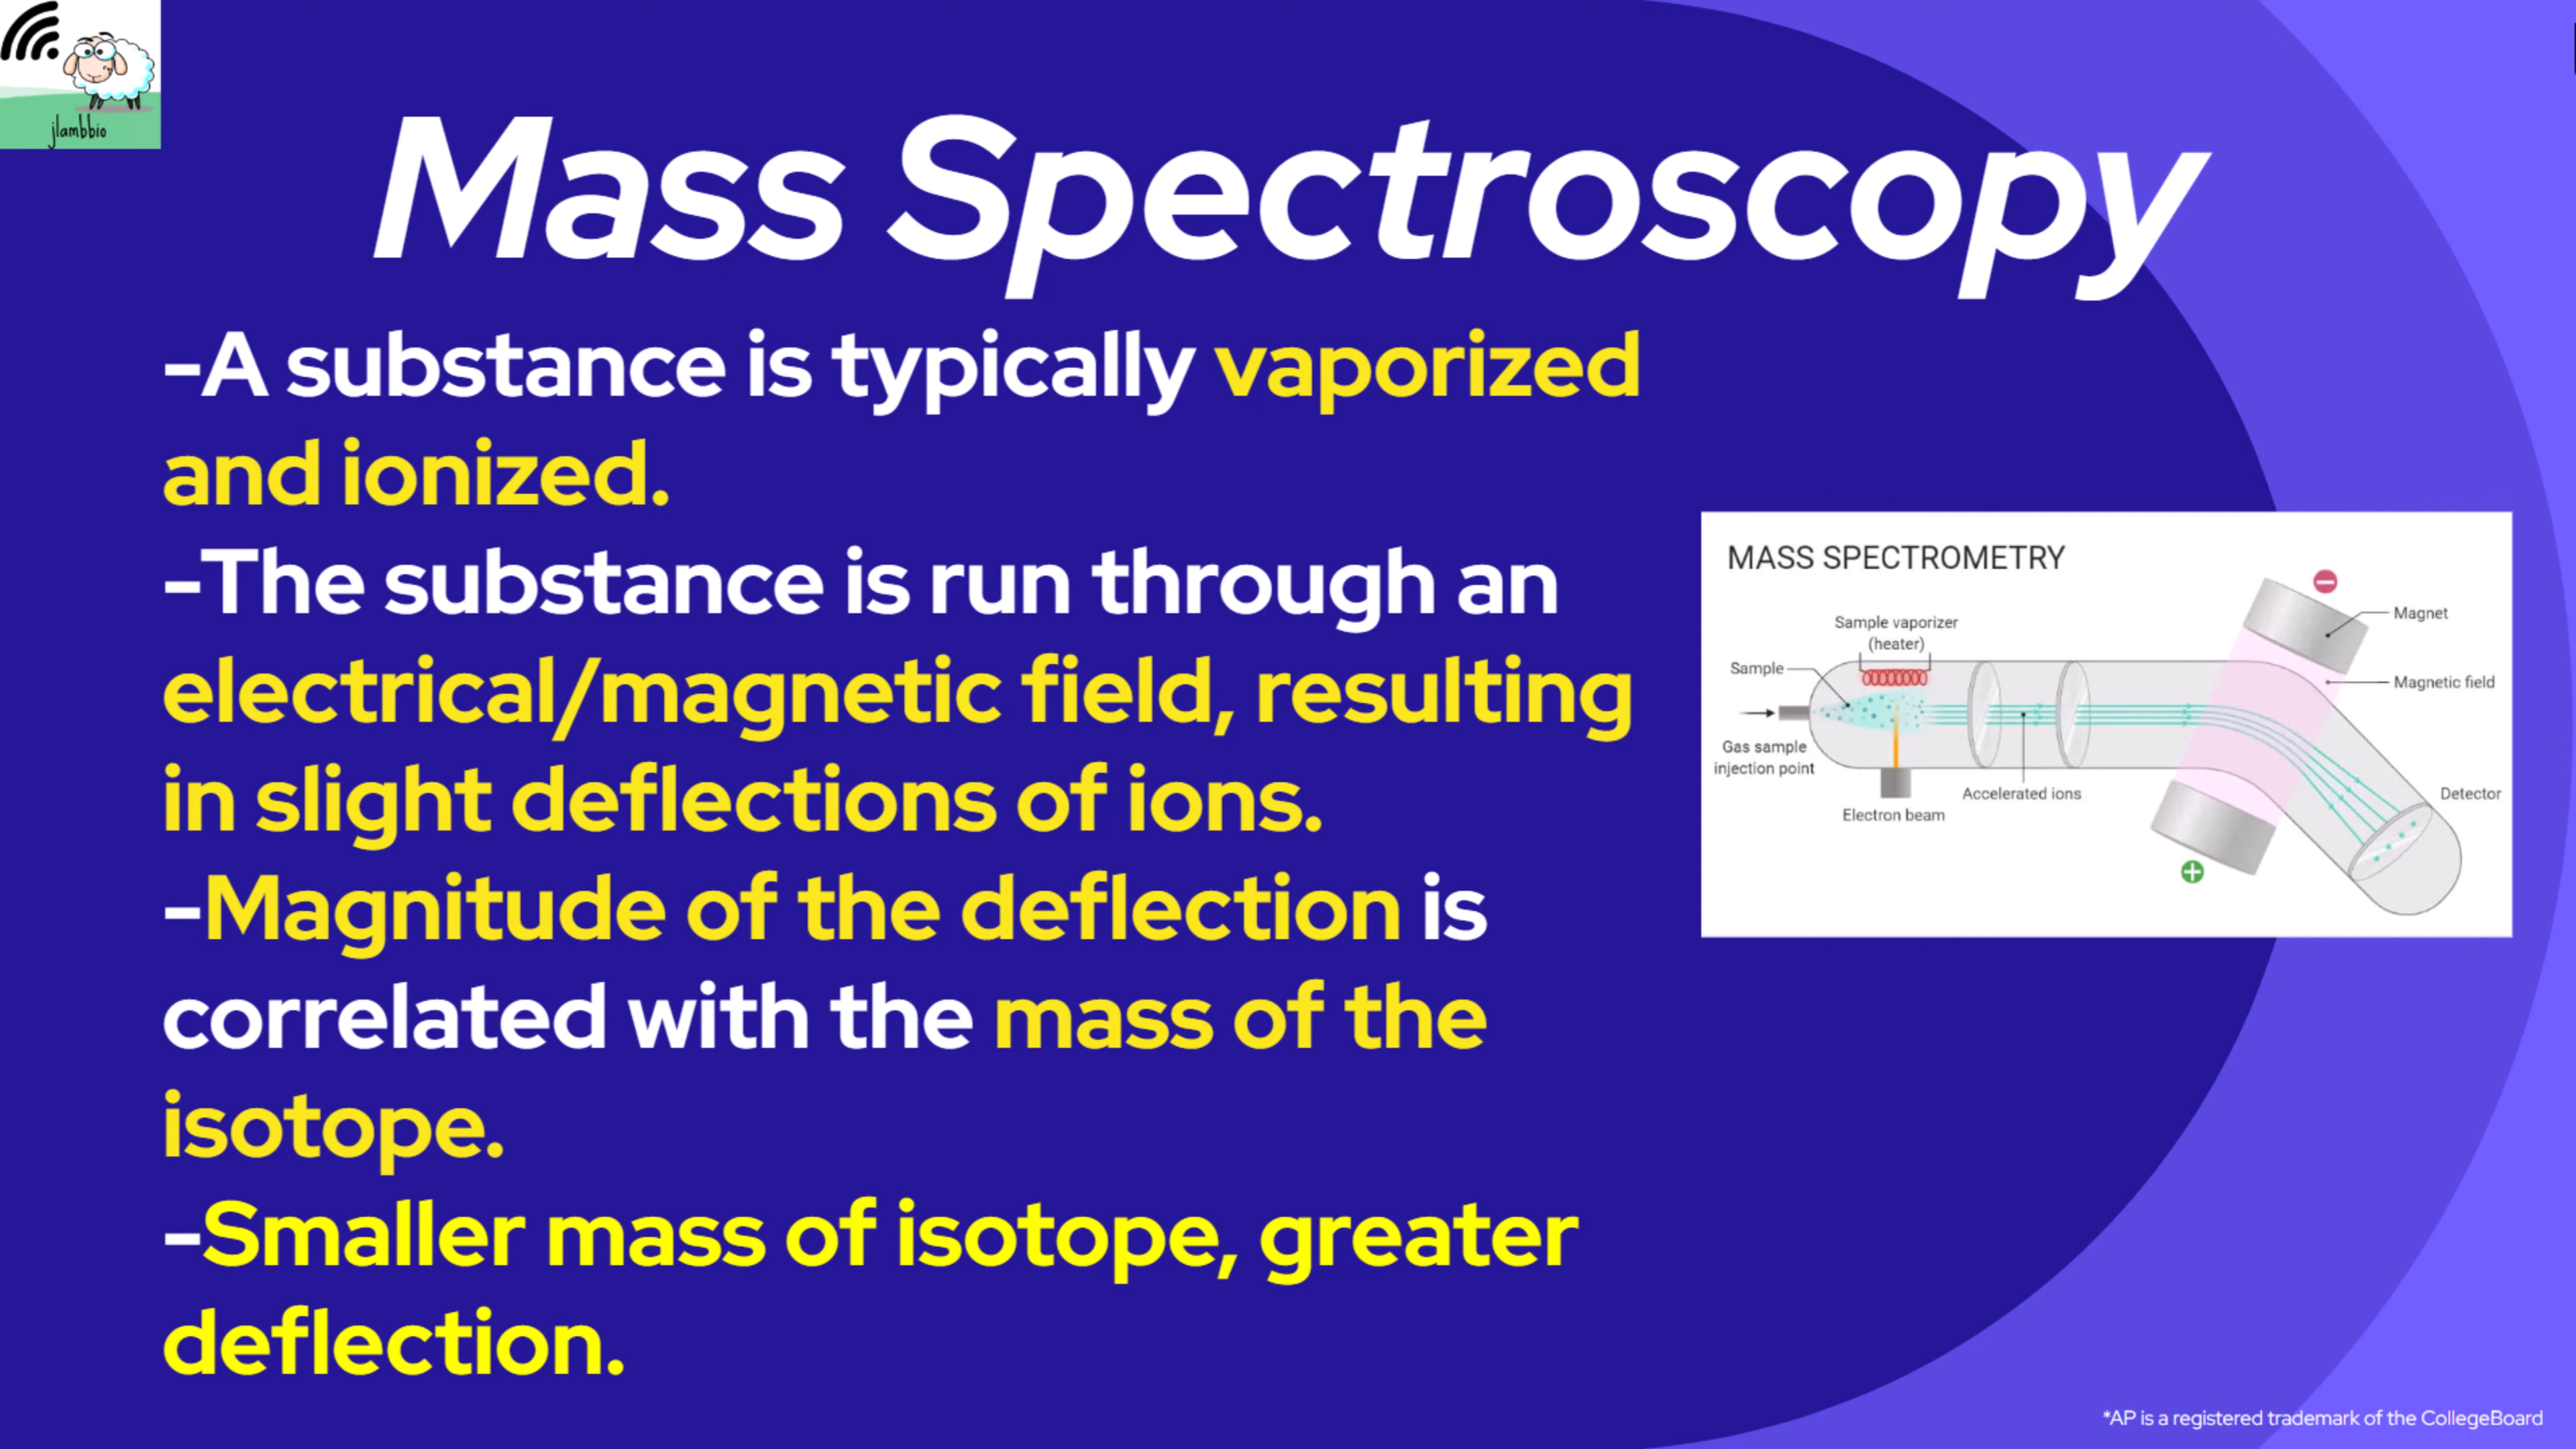 jlambbio
Mass Spectroscopy
-A substance is typically vaporized
and ionized.
-The substance is run through an
electrical/magnetic field, resulting
in slight deflections of ions.
-Magnitude of the deflection is
correlated with the mass of the
isotope.
-Smaller mass of isotope, greater
deflection.
MASS SPECTROMETRY
Sample vaporizer
(heater)
Sample
Gas sample
injection point
Electron beam
Accelerated ions
Magnet
Magnetic field
Detector
*AP is a registered trademark of the CollegeBoard